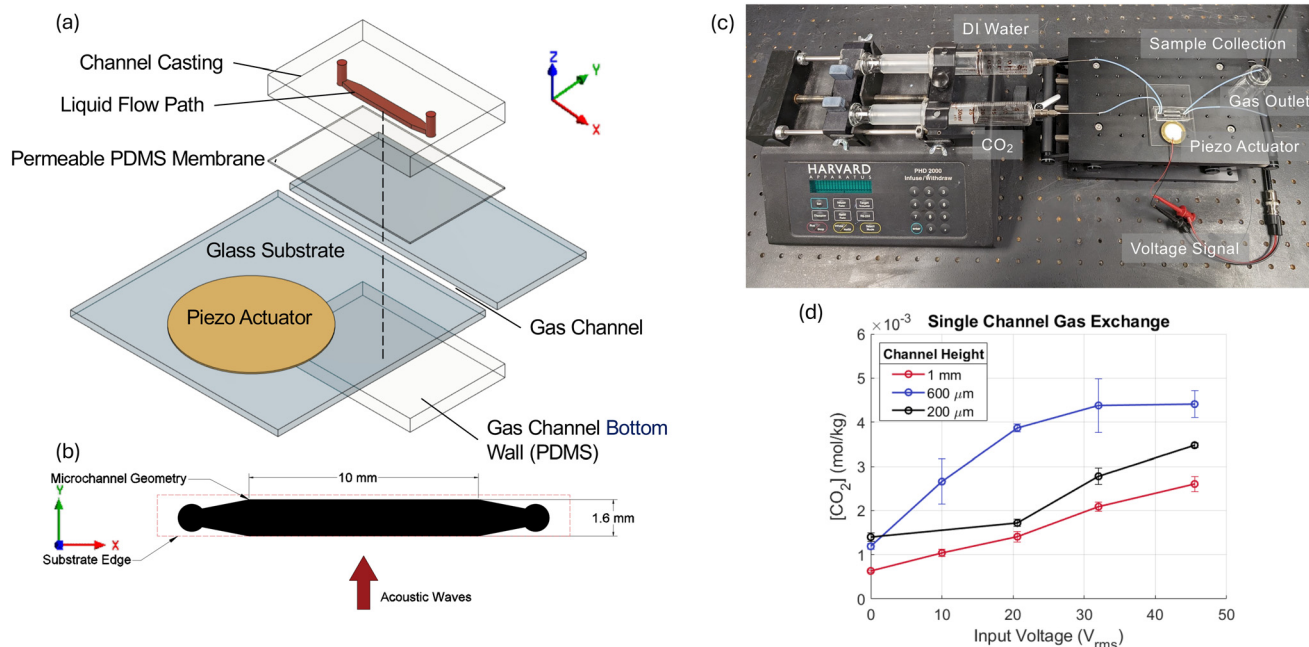 (a)
Channel Casting
Liquid Flow Path
Permeable PDMS Membrane
Z
Y
X
Glass Substrate
Piezo Actuator
Gas Channel
Gas Channel Bottom
Wall (PDMS)
(b)
Microchannel Geometry
10 mm
1.6 mm
Y
X
Substrate Edge
Acoustic Waves
(c)
DI Water
Sample Collection
Gas Outlet
CO2
Piezo Actuator
HARVARD
APPARATUS
PHD 2000
Infuse/Withdraw
Voltage Signal
(d)
×10⁻³
Single Channel Gas Exchange
Channel Height
1 mm
600 μm
200 μm
[CO2] (mol/kg)
6
5
4
3
2
1
0
0 10 20 30 40 50
Input Voltage (Vrms)